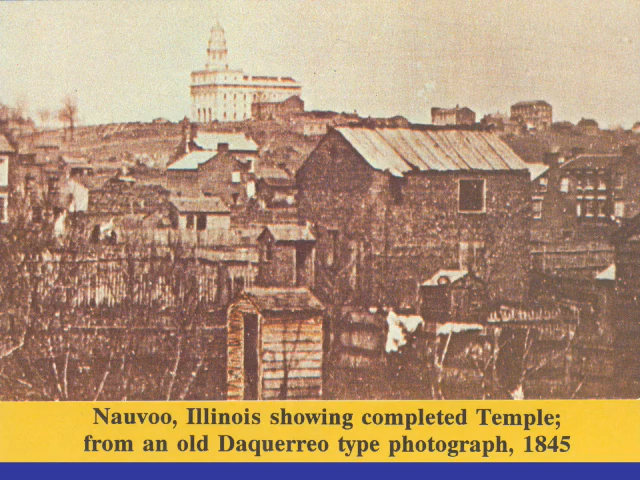 Nauvoo, Illinois showing completed Temple;
from an old Daquerreo type photograph, 1845